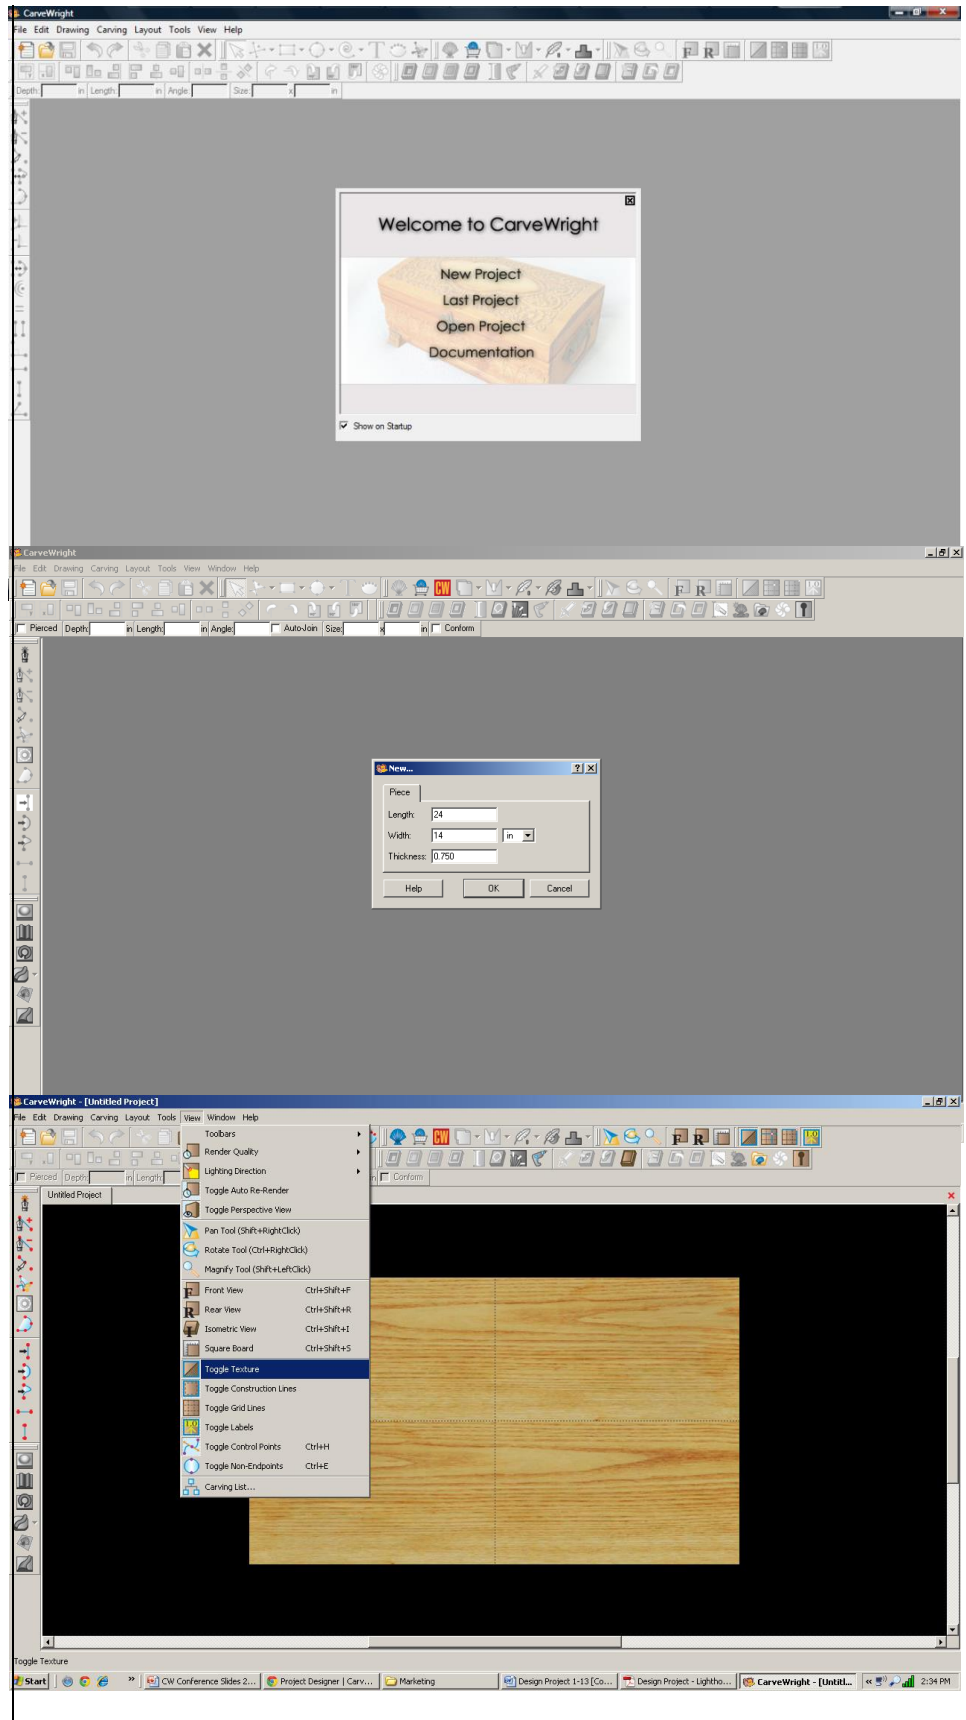 CarveWright
File Edit Drawing Carving Layout Tools View Help
Depth: in Length: in Angle: Size: x in
Welcome to CarveWright
New Project
Last Project
Open Project
Documentation
Show on Startup
CarveWright
File Edit Drawing Carving Layout Tools View Window Help
CW
Pierced Depth: in Length: in Angle: Auto-Join Size: x in Conform
New...
Piece
Length: 24
Width: 14 in
Thickness: 0.750
Help OK Cancel
CarveWright - [Untitled Project]
File Edit Drawing Carving Layout Tools View Window Help
CW
Pierced Depth: in Length: in Conform
Untitled Project
Toolbars
Render Quality
Lighting Direction
Toggle Auto Re-Render
Toggle Perspective View
Pan Tool (Shift+RightClick)
Rotate Tool (Ctrl+RightClick)
Magnify Tool (Shift+LeftClick)
Front View Ctrl+Shift+F
Rear View Ctrl+Shift+R
Isometric View Ctrl+Shift+I
Square Board Ctrl+Shift+S
Toggle Texture
Toggle Construction Lines
Toggle Grid Lines
Toggle Labels
Toggle Control Points Ctrl+H
Toggle Non-Endpoints Ctrl+E
Carving List...
Toggle Texture
Start » CW Conference Slides 2... Project Designer | Carv... Marketing Design Project 1-13 [Co... Design Project - Lightho... CarveWright - [Untitl... « 2:34 PM